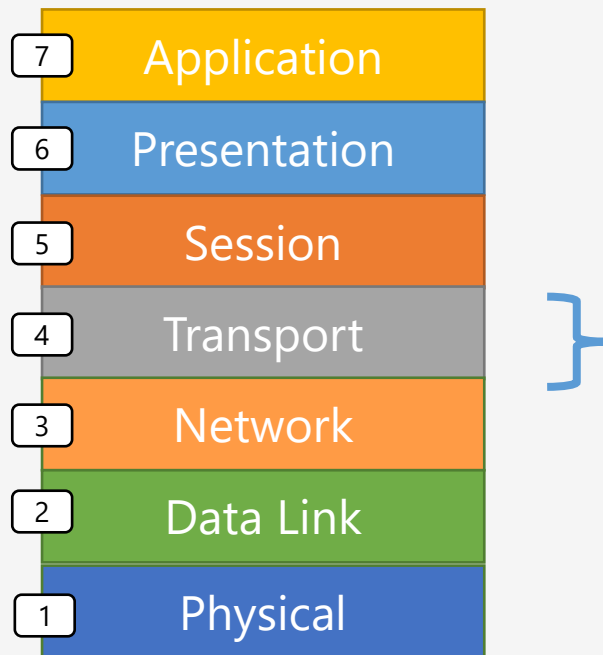 7 Application
6 Presentation
5 Session
4 Transport
3 Network
2 Data Link
1 Physical